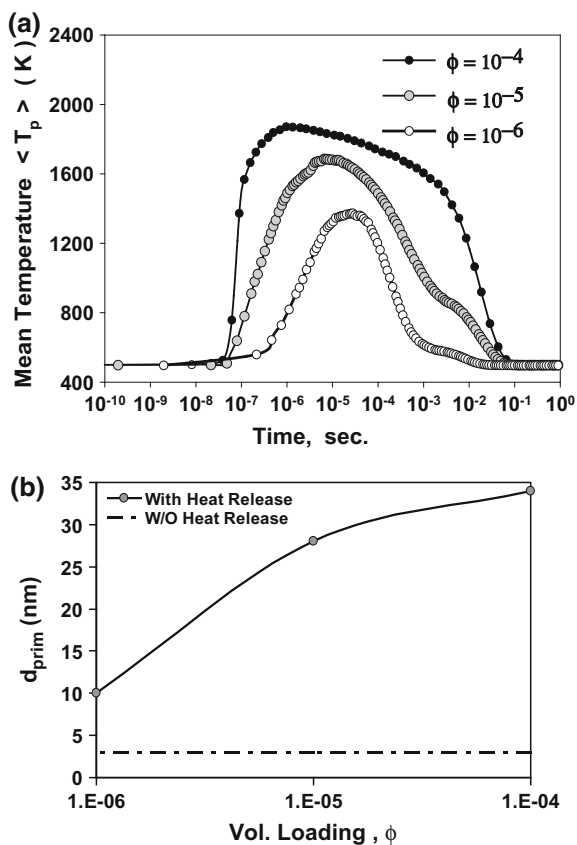 (a)
2400
2000
1600
1200
800
400
Mean Temperature < Tp > ( K )
ϕ = 10–4
ϕ = 10–5
ϕ = 10–6
10-10 10-9 10-8 10-7 10-6 10-5 10-4 10-3 10-2 10-1 100
Time, sec.
(b)
35
30
25
20
15
10
5
0
dprim (nm)
With Heat Release
W/O Heat Release
1.E-06 1.E-05 1.E-04
Vol. Loading , ϕ